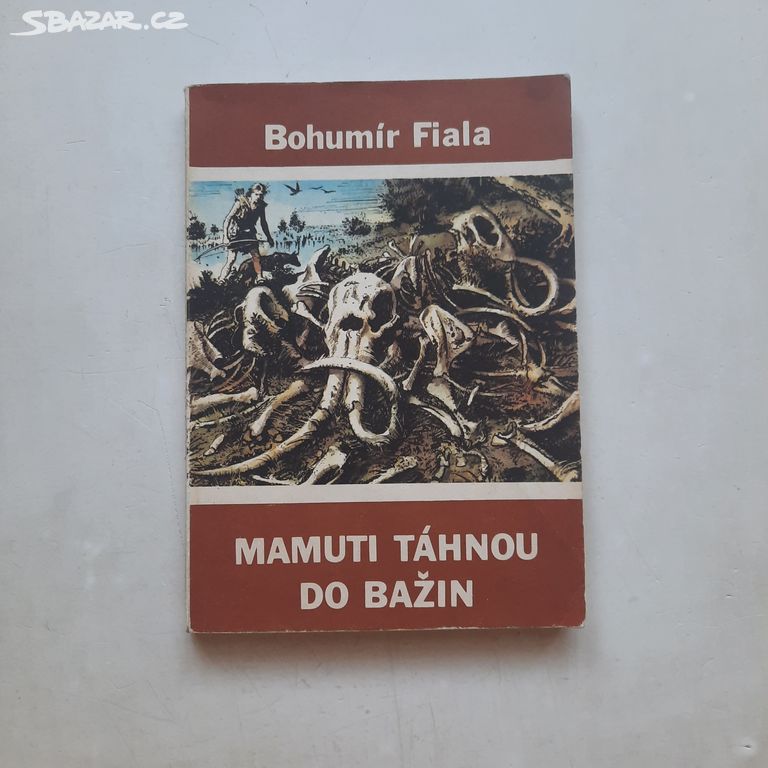 SBAZAR.CZ
Bohumír Fiala
MAMUTI TÁHNOU
DO BAŽIN